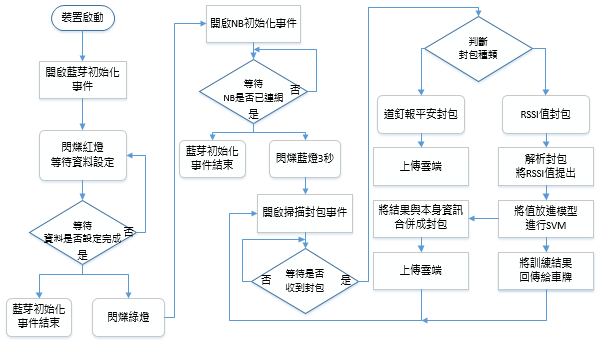 裝置啟動
開啟藍芽初始化
事件
閃爍紅燈
等待資料設定
等待
資料是否設定完成
否
是
藍芽初始化
事件結束
閃爍綠燈
開啟NB初始化事件
等待
NB是否已連網
否
是
藍芽初始化
事件結束
閃爍藍燈3秒
開啟掃描封包事件
等待是否
收到封包
否
是
判斷
封包種類
道釘報平安封包
上傳雲端
RSSI值封包
解析封包
將RSSI值提出
將值放進模型
進行SVM
將結果與本身資訊
合併成封包
上傳雲端
將訓練結果
回傳給車牌